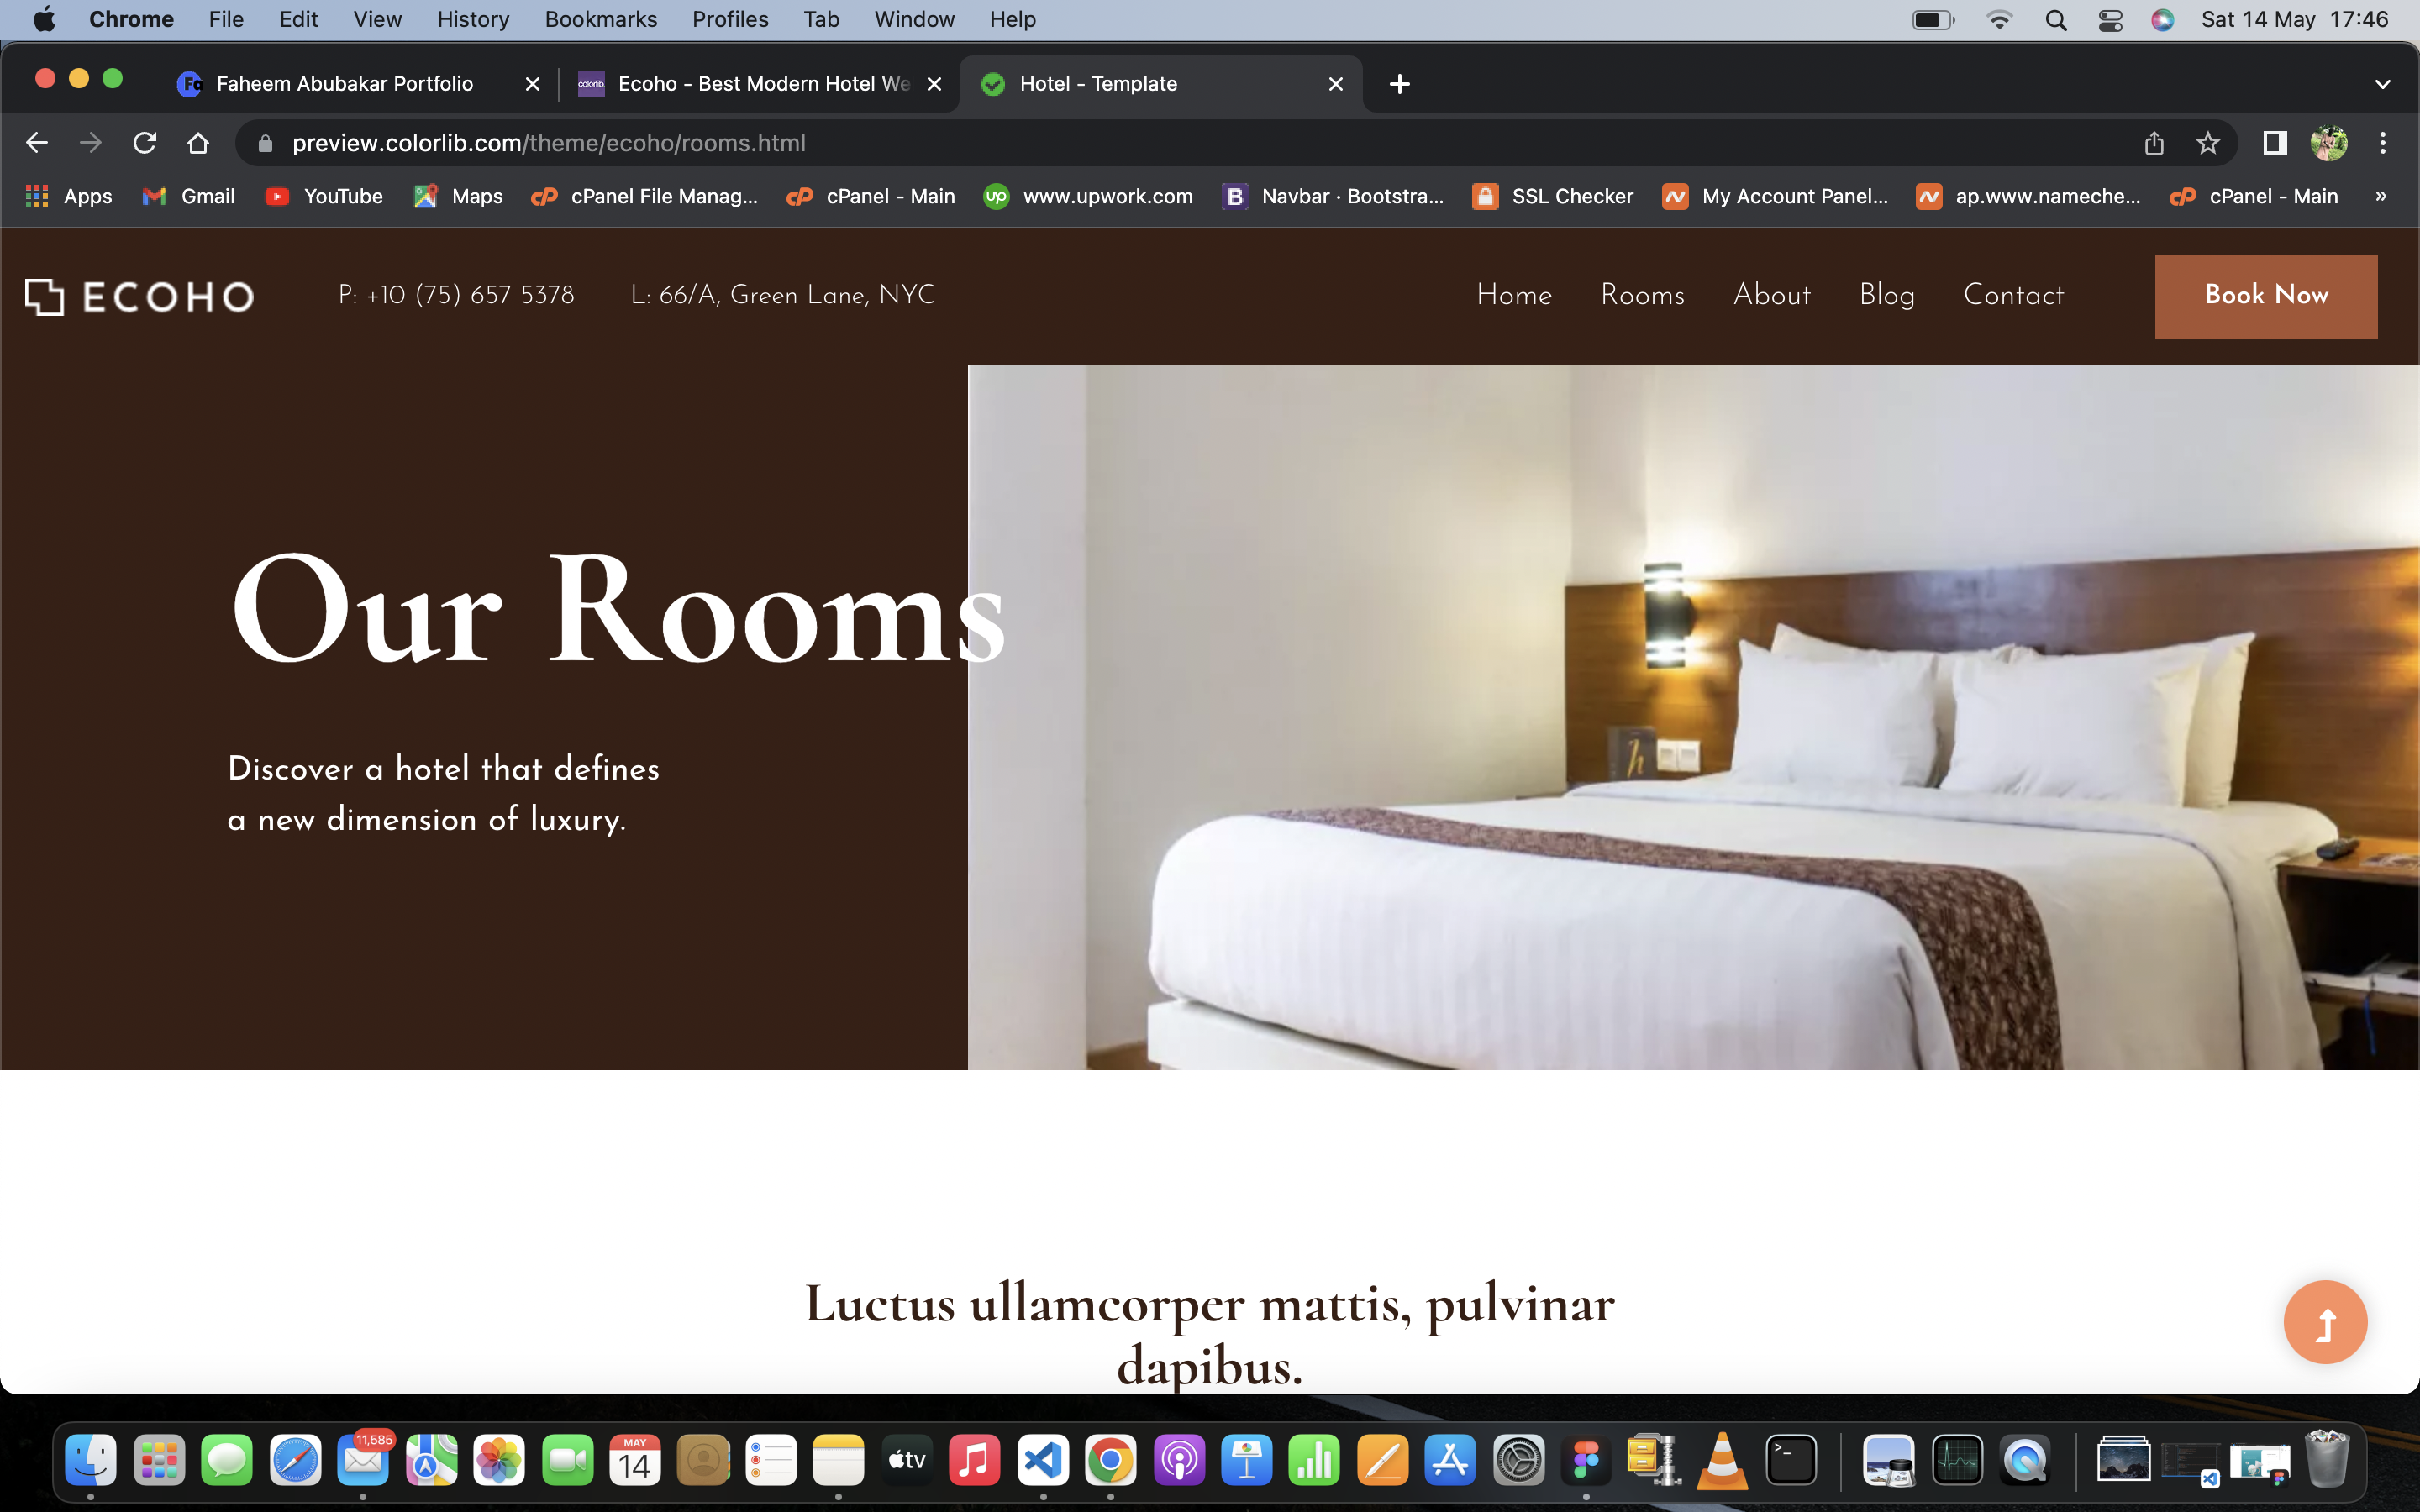 Chrome File Edit View History Bookmarks Profiles Tab Window Help Sat 14 May 17:46
Faheem Abubakar Portfolio colorlib. Ecoho - Best Modern Hotel We Hotel - Template
preview.colorlib.com/theme/ecoho/rooms.html
Apps Gmail YouTube Maps cPanel File Manag... cPanel - Main up www.upwork.com B Navbar · Bootstra... SSL Checker My Account Panel... ap.www.nameche... cPanel - Main »
ECOHO P: +10 (75) 657 5378 L: 66/A, Green Lane, NYC Home Rooms About Blog Contact Book Now
Our Rooms
Discover a hotel that defines
a new dimension of luxury.
h
Luctus ullamcorper mattis, pulvinar
dapibus.
11,585
MAY
14
tv